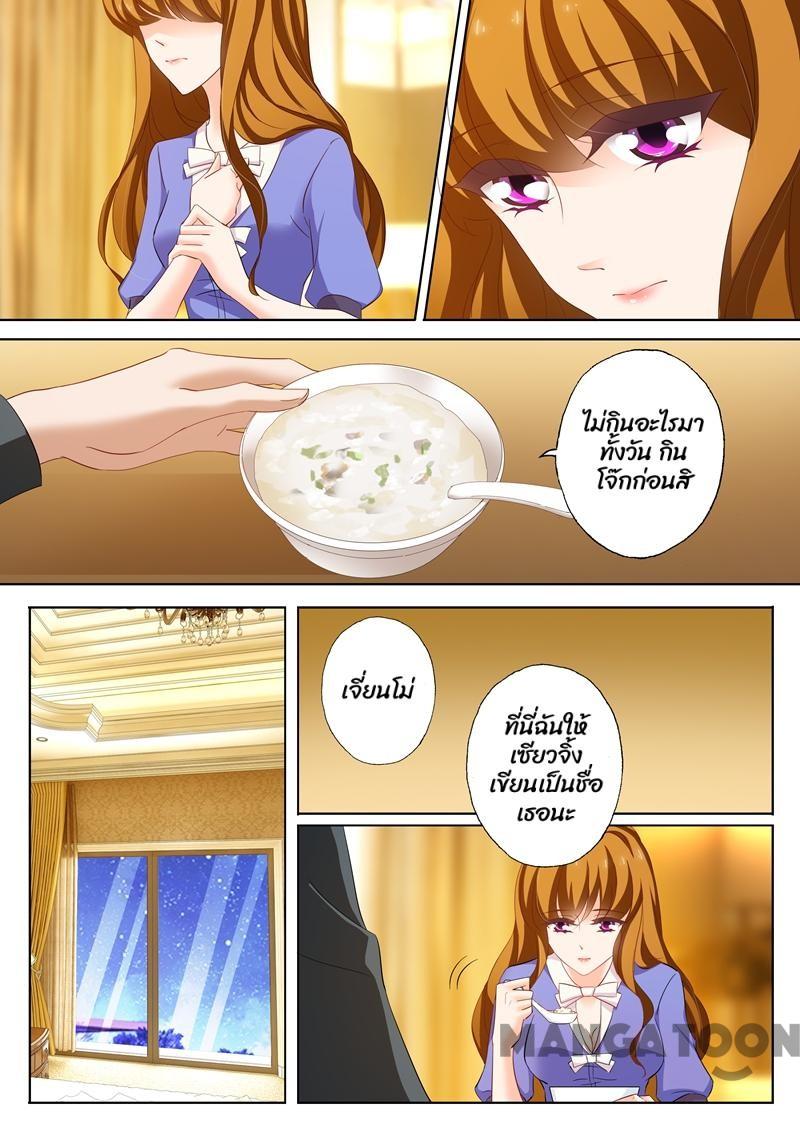 ไม่กินอะไรมา
ทั้งวัน กิน
โจ๊กก่อนสิ
เจี่ยนโม่
ที่นี่ฉันให้
เซียวจิ้ง
เขียนเป็นชื่อ
เธอนะ
MANGATOON